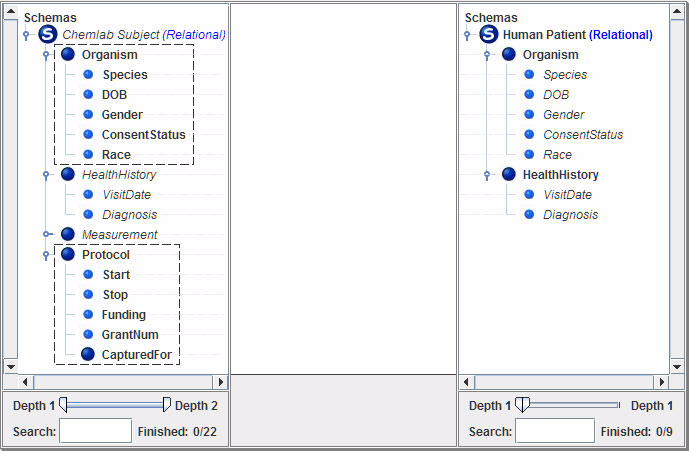 Schemas
S Chemlab Subject (Relational)
Organism
Species
DOB
Gender
ConsentStatus
Race
HealthHistory
VisitDate
Diagnosis
Measurement
Protocol
Start
Stop
Funding
GrantNum
CapturedFor
Depth 1 Depth 2
Search: Finished: 0/22
Schemas
S Human Patient (Relational)
Organism
Species
DOB
Gender
ConsentStatus
Race
HealthHistory
VisitDate
Diagnosis
Depth 1 Depth 1
Search: Finished: 0/9